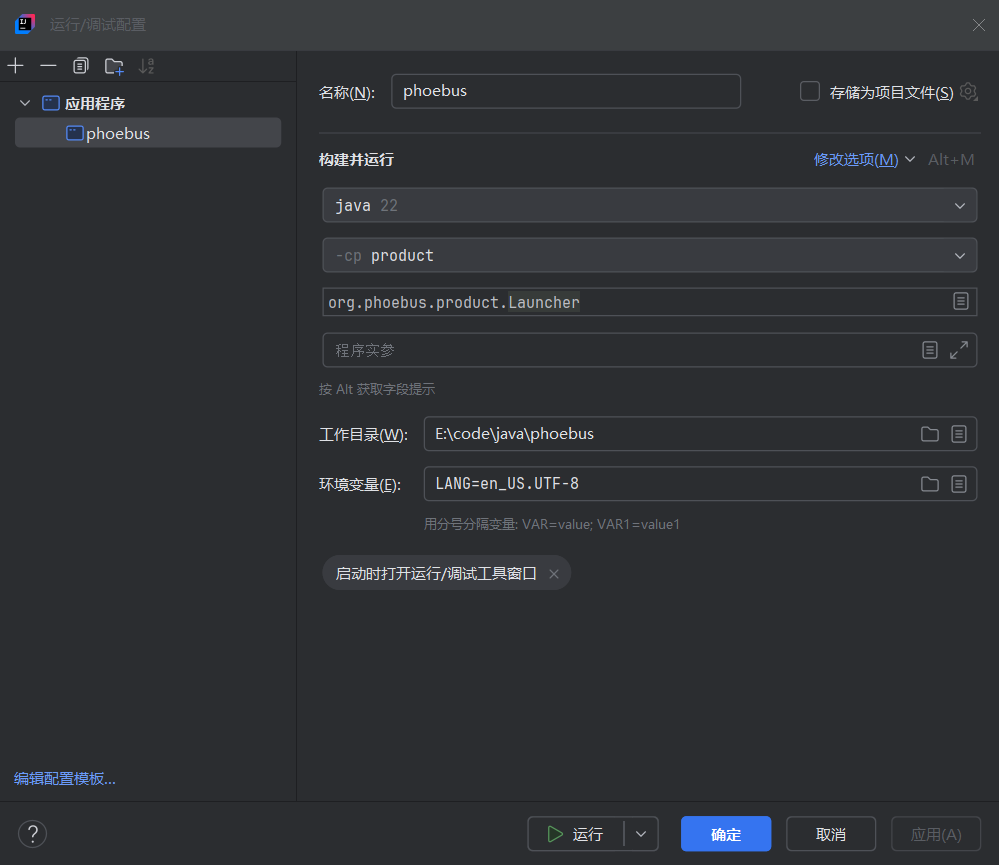 运行/调试配置
应用程序
phoebus
编辑配置模板...
名称(N): phoebus 存储为项目文件(S)
构建并运行 修改选项(M) Alt+M
java 22
-cp product
org.phoebus.product.Launcher
程序实参
按 Alt 获取字段提示
工作目录(W): E:\code\java\phoebus
环境变量(E): LANG=en_US.UTF-8
用分号分隔变量: VAR=value; VAR1=value1
启动时打开运行/调试工具窗口
? 运行 确定 取消 应用(A)